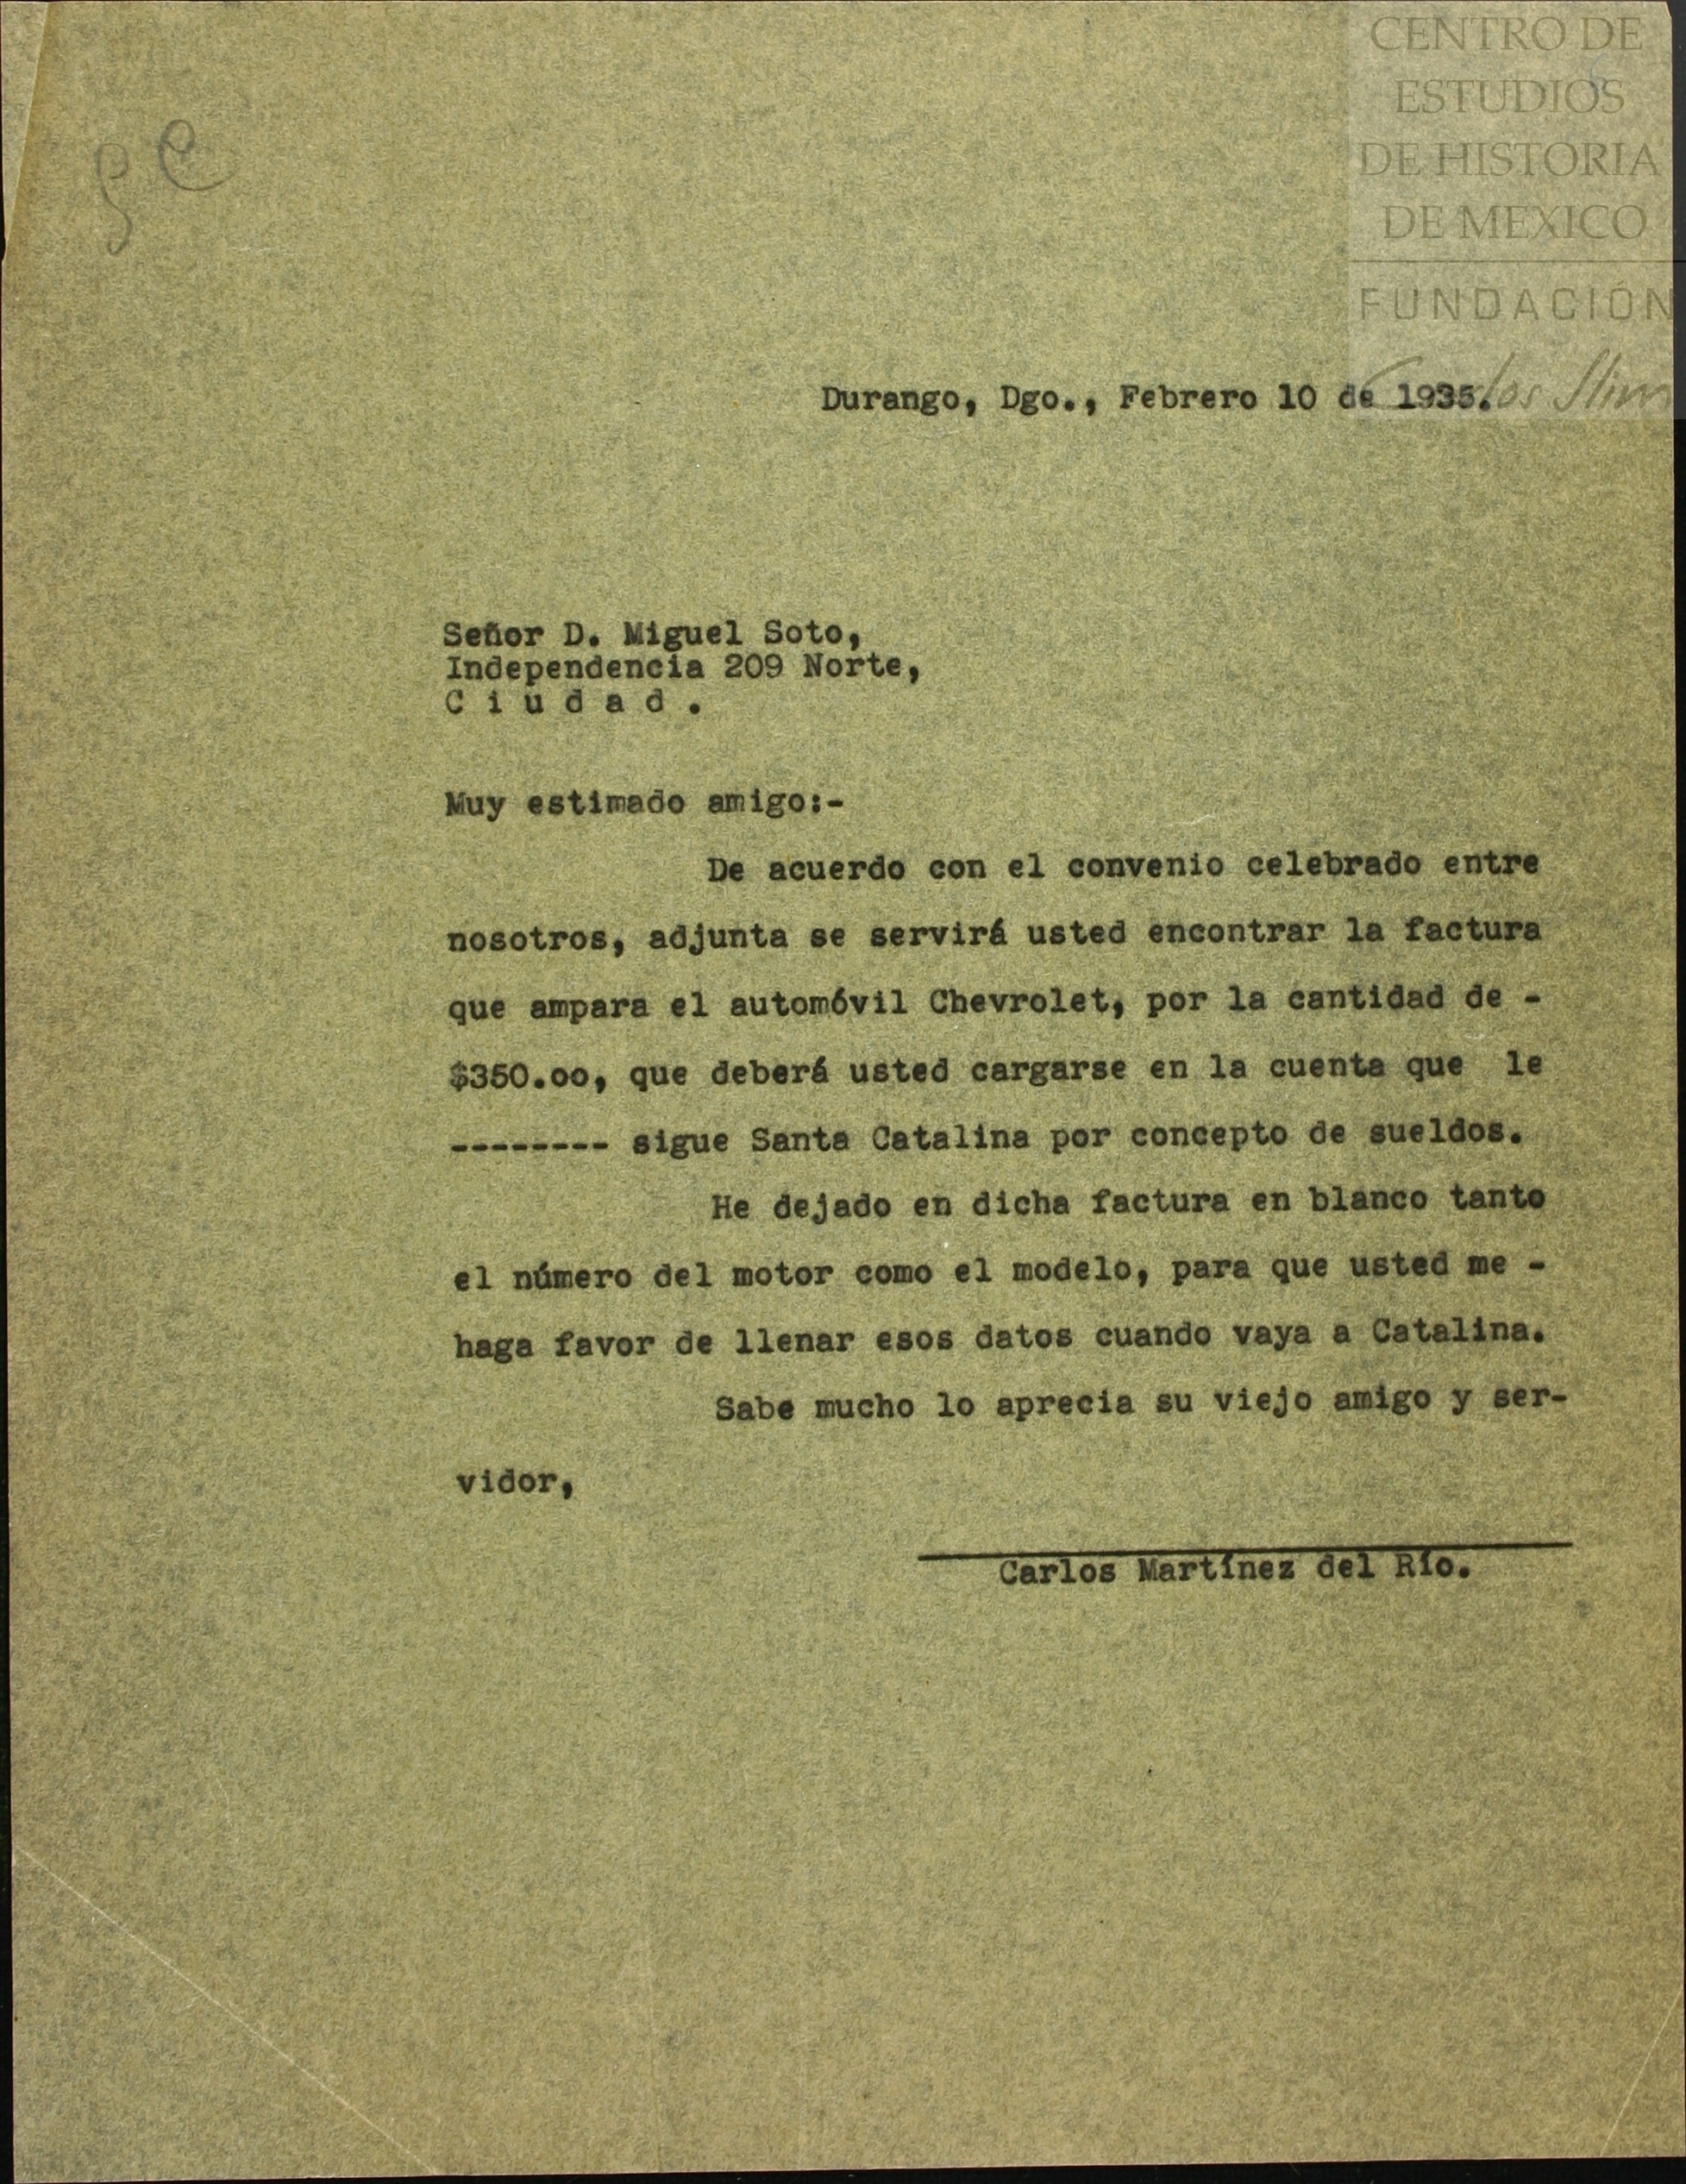 CENTRO DE
ESTUDIOS
DE HISTORIA
DE MEXICO
FUNDACIÓN
Carlos Slim
Durango, Dgo., Febrero 10 de 1935.
Señor D. Miguel Soto,
Independencia 209 Norte,
C i u d a d .
Muy estimado amigo:-
De acuerdo con el convenio celebrado entre
nosotros, adjunta se servirá usted encontrar la factura
que ampara el automóvil Chevrolet, por la cantidad de -
$350.oo, que deberá usted cargarse en la cuenta que le
-------- sigue Santa Catalina por concepto de sueldos.
He dejado en dicha factura en blanco tanto
el número del motor como el modelo, para que usted me -
haga favor de llenar esos datos cuando vaya a Catalina.
Sabe mucho lo aprecia su viejo amigo y ser-
vidor,
Carlos Martínez del Río.